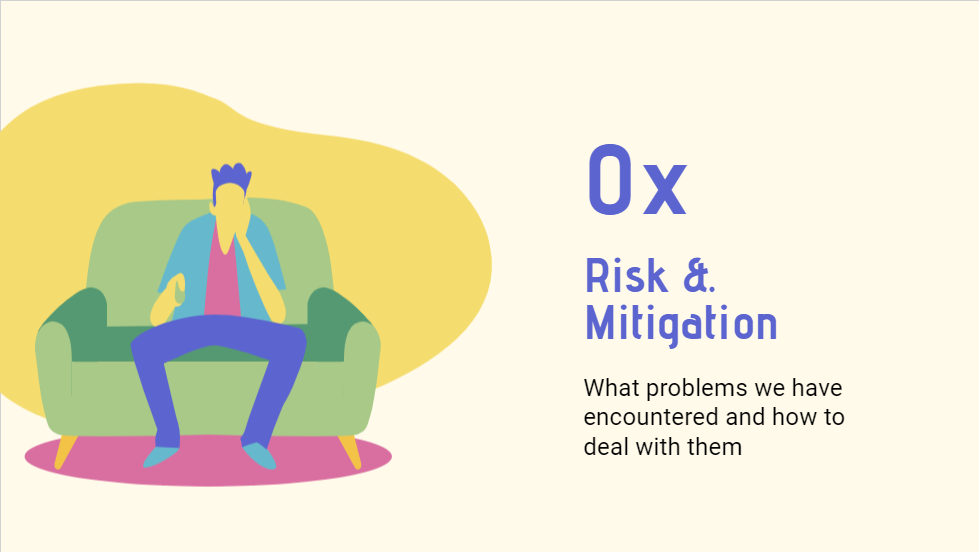 0x
Risk &
Mitigation
What problems we have
encountered and how to
deal with them